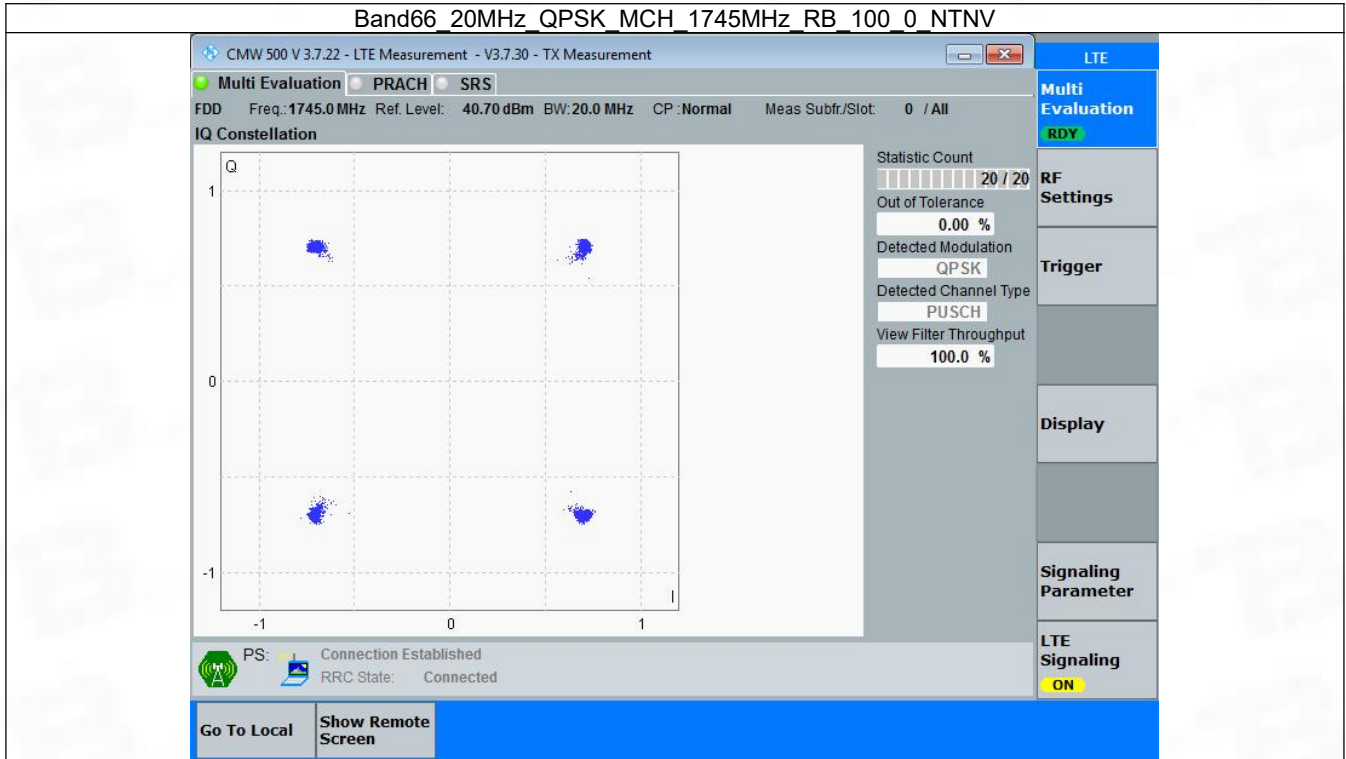 Band66_20MHz_QPSK_MCH_1745MHz_RB_100_0_NTNV
CMW 500 V 3.7.22 - LTE Measurement - V3.7.30 - TX Measurement
LTE
Multi Evaluation PRACH SRS
Multi
Evaluation
RDY
FDD Freq.:1745.0 MHz Ref. Level: 40.70 dBm BW:20.0 MHz CP :Normal Meas Subfr./Slot: 0 / All
IQ Constellation
Q
1
0
-1
I
-1 0 1
Statistic Count
20 / 20
Out of Tolerance
0.00 %
Detected Modulation
QPSK
Detected Channel Type
PUSCH
View Filter Throughput
100.0 %
RF
Settings
Trigger
Display
Signaling
Parameter
LTE
Signaling
ON
PS: Connection Established
RRC State: Connected
Go To Local
Show Remote
Screen